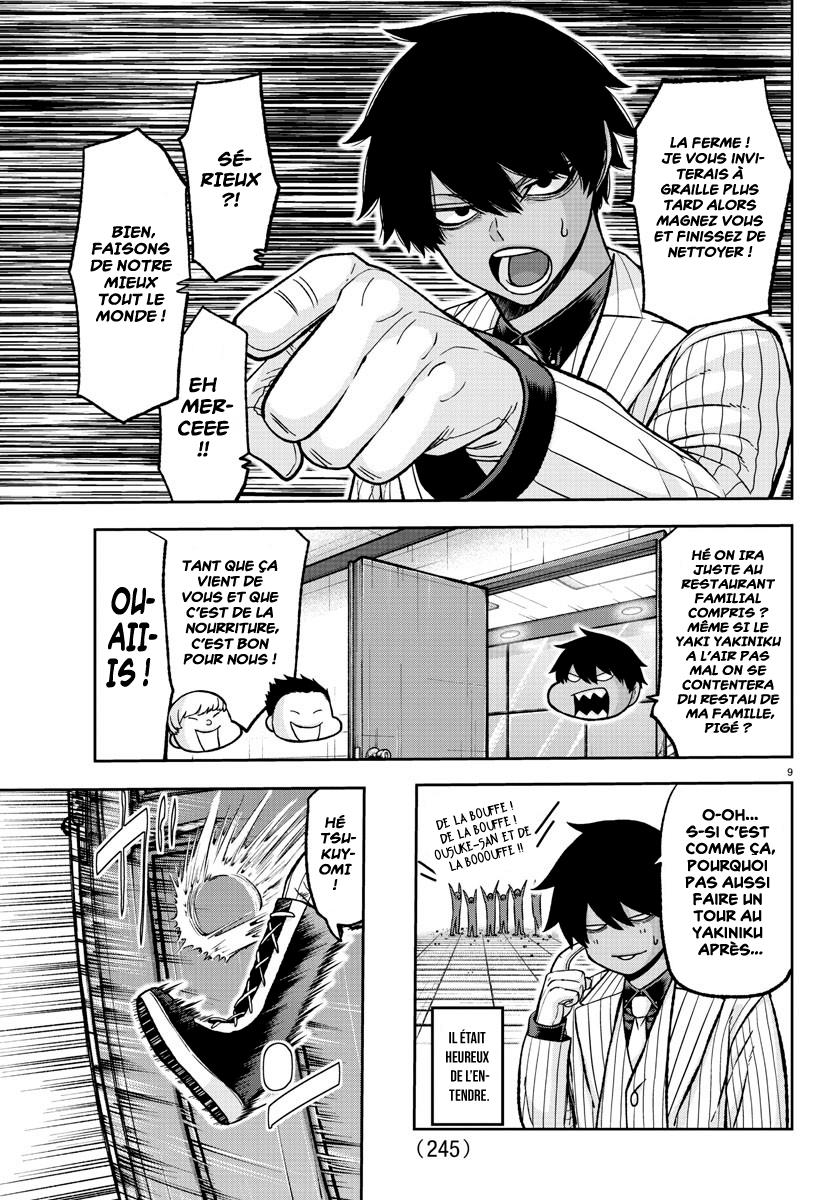 LA FERME !
JE VOUS INVI-
TERAIS À
GRAILLE PLUS
TARD ALORS
MAGNEZ VOUS
ET FINISSEZ DE
NETTOYER !
SÉ-
RIEUX
?!
BIEN,
FAISONS
DE NOTRE
MIEUX
TOUT LE
MONDE !
EH
MER-
CEEE
!!
HÉ ON IRA
JUSTE AU
RESTAURANT
FAMILIAL
COMPRIS ?
MÊME SI LE
YAKI YAKINIKU
A L'AIR PAS
MAL ON SE
CONTENTERA
DU RESTAU DE
MA FAMILLE,
PIGÉ ?
TANT QUE ÇA
VIENT DE
VOUS ET QUE
C'EST DE LA
NOURRITURE,
C'EST BON
POUR NOUS !
OU-
AII-
IS !
9
O-OH...
S-SI C'EST
COMME ÇA,
POURQUOI
PAS AUSSI
FAIRE UN
TOUR AU
YAKINIKU
APRÈS...
DE LA BOUFFE !
DE LA BOUFFE !
OUSUKE-SAN ET DE
LA BOOOUFFE !!
IL ÉTAIT
HEUREUX
DE L'EN-
TENDRE.
HÉ
TSU-
KUY-
OMI !
(245)